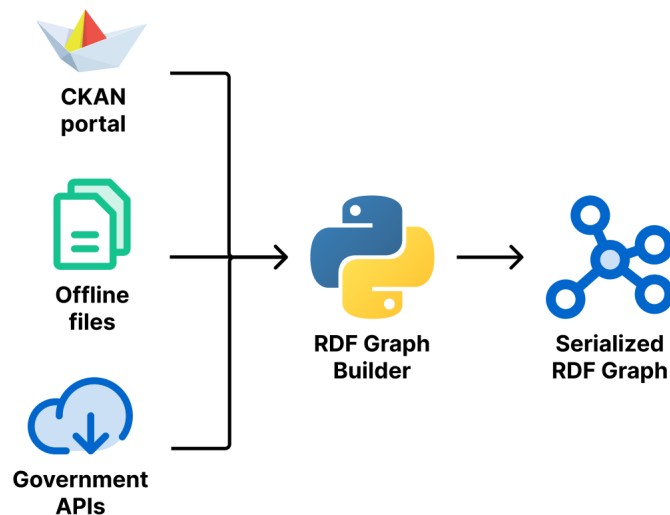 CKAN
portal
Offline
files
Government
APIs
RDF Graph
Builder
Serialized
RDF Graph